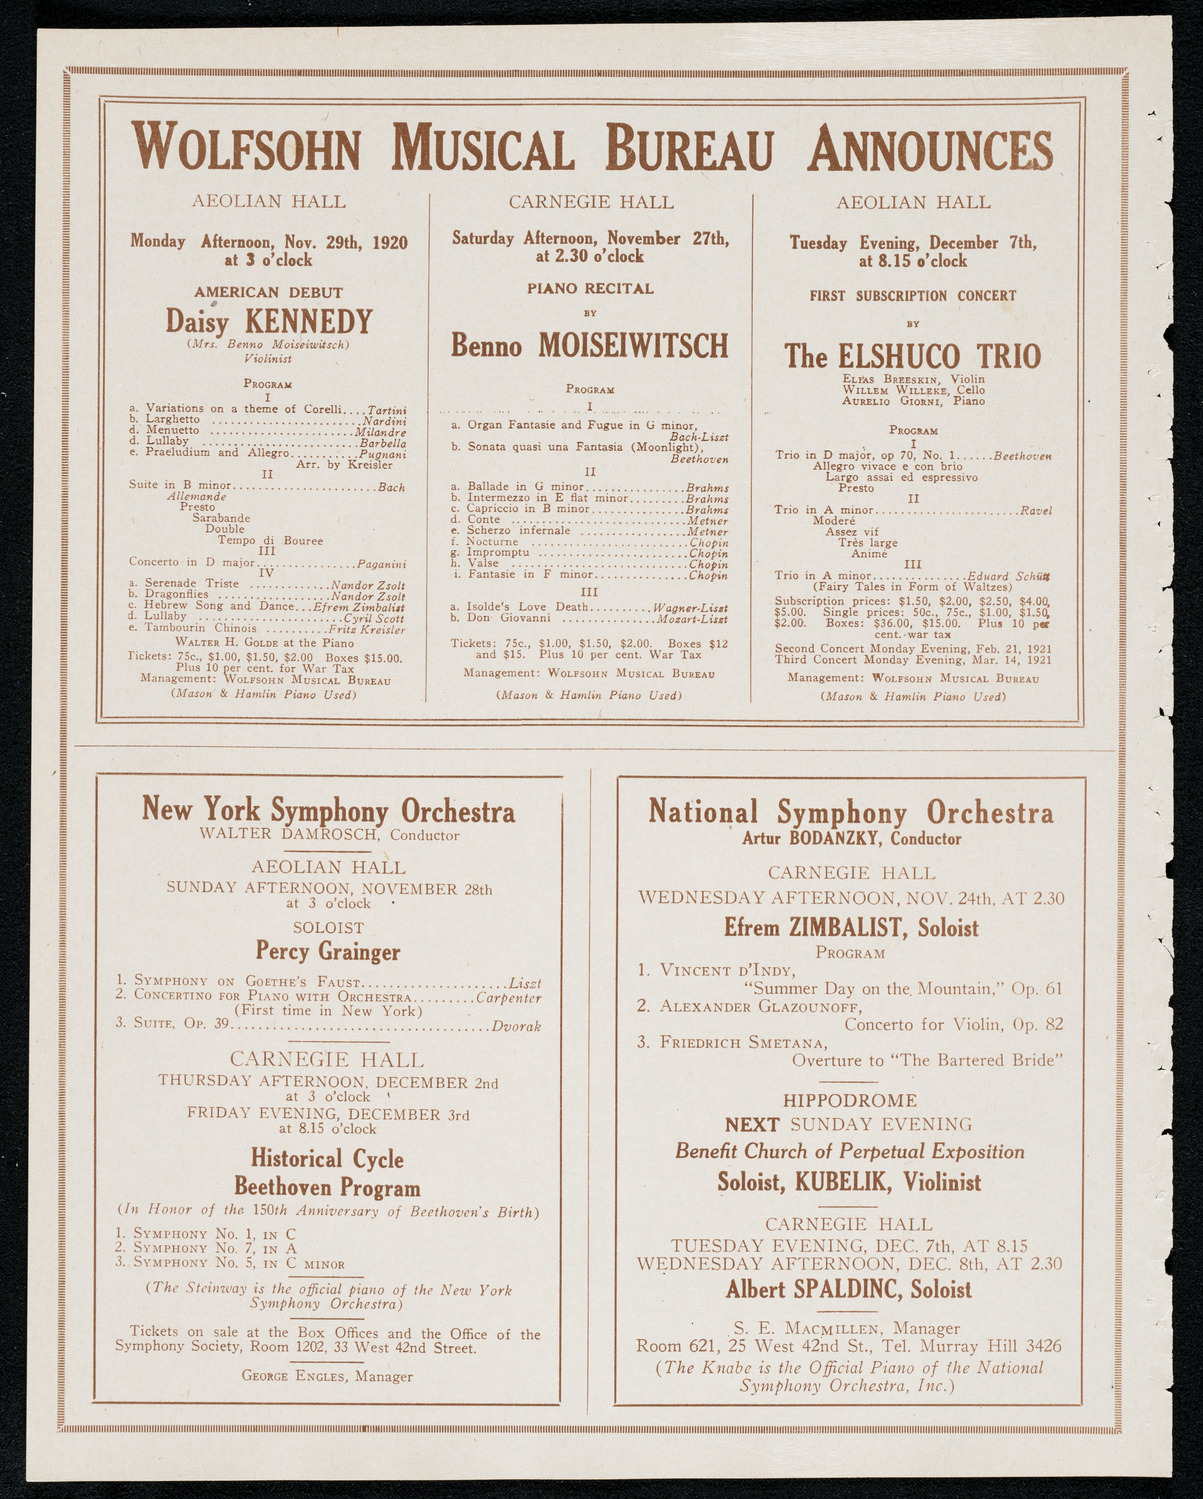 WOLFSOHN MUSICAL BUREAU ANNOUNCES
AEOLIAN HALL
Monday Afternoon, Nov. 29th, 1920
at 3 o'clock
AMERICAN DEBUT
Daisy KENNEDY
(Mrs. Benno Moiseiwitsch)
Violinist
PROGRAM
I
a. Variations on a theme of Corelli....Tartini
b. Larghetto ........................Nardini
d. Menuetto .......................Milandre
d. Lullaby .........................Barbella
e. Praeludium and Allegro...........Pugnani
Arr. by Kreisler
II
Suite in B minor.......................Bach
Allemande
Presto
Sarabande
Double
Tempo di Bouree
III
Concerto in D major....................Paganini
IV
a. Serenade Triste .............Nandor Zsolt
b. Dragonflies ..................Nandor Zsolt
c. Hebrew Song and Dance...Efrem Zimbalist
d. Lullaby .......................Cyril Scott
e. Tambourin Chinois ..........Fritz Kreisler
WALTER H. GOLDE at the Piano
Tickets: 75c., $1.00, $1.50, $2.00 Boxes $15.00.
Plus 10 per cent. for War Tax
Management: WOLFSOHN MUSICAL BUREAU
(Mason & Hamlin Piano Used)
CARNEGIE HALL
Saturday Afternoon, November 27th,
at 2.30 o'clock
PIANO RECITAL
BY
Benno MOISEIWITSCH
PROGRAM
I
a. Organ Fantasie and Fugue in G minor,
Bach-Liszt
b. Sonata quasi una Fantasia (Moonlight),
Beethoven
II
a. Ballade in G minor................Brahms
b. Intermezzo in E flat minor.........Brahms
c. Capriccio in B minor...............Brahms
d. Conte ............................Metner
e. Scherzo infernale .................Metner
f. Nocturne .........................Chopin
g. Impromptu ........................Chopin
h. Valse ............................Chopin
i. Fantasie in F minor...............Chopin
III
a. Isolde's Love Death..........Wagner-Liszt
b. Don Giovanni ...............Mozart-Liszt
Tickets: 75c., $1.00, $1.50, $2.00. Boxes $12
and $15. Plus 10 per cent. War Tax
Management: WOLFSOHN MUSICAL BUREAU
(Mason & Hamlin Piano Used)
AEOLIAN HALL
Tuesday Evening, December 7th,
at 8.15 o'clock
FIRST SUBSCRIPTION CONCERT
BY
The ELSHUCO TRIO
ELIAS BREESKIN, Violin
WILLEM WILLEKE, Cello
AURELIO GIORNI, Piano
PROGRAM
I
Trio in D major, op 70, No. 1......Beethoven
Allegro vivace e con brio
Largo assai ed espressivo
Presto
II
Trio in A minor.......................Ravel
Moderé
Assez vif
Très large
Animé
III
Trio in A minor...............Eduard Schütt
(Fairy Tales in Form of Waltzes)
Subscription prices: $1.50, $2.00, $2.50, $4.00,
$5.00. Single prices: 50c., 75c., $1.00, $1.50,
$2.00. Boxes: $36.00, $15.00. Plus 10 per
cent. war tax
Second Concert Monday Evening, Feb. 21, 1921
Third Concert Monday Evening, Mar. 14, 1921
Management: WOLFSOHN MUSICAL BUREAU
(Mason & Hamlin Piano Used)
New York Symphony Orchestra
WALTER DAMROSCH, Conductor
AEOLIAN HALL
SUNDAY AFTERNOON, NOVEMBER 28th
at 3 o'clock
SOLOIST
Percy Grainger
1. SYMPHONY ON GOETHE'S FAUST.....................Liszt
2. CONCERTINO FOR PIANO WITH ORCHESTRA.........Carpenter
(First time in New York)
3. SUITE, OP. 39.....................................Dvorak
CARNEGIE HALL
THURSDAY AFTERNOON, DECEMBER 2nd
at 3 o'clock
FRIDAY EVENING, DECEMBER 3rd
at 8.15 o'clock
Historical Cycle
Beethoven Program
(In Honor of the 150th Anniversary of Beethoven's Birth)
1. SYMPHONY NO. 1, IN C
2. SYMPHONY NO. 7, IN A
3. SYMPHONY NO. 5, IN C MINOR
(The Steinway is the official piano of the New York
Symphony Orchestra)
Tickets on sale at the Box Offices and the Office of the
Symphony Society, Room 1202, 33 West 42nd Street.
GEORGE ENGLES, Manager
National Symphony Orchestra
Artur BODANZKY, Conductor
CARNEGIE HALL
WEDNESDAY AFTERNOON, NOV. 24th, AT 2.30
Efrem ZIMBALIST, Soloist
PROGRAM
1. VINCENT D'INDY,
"Summer Day on the Mountain," Op. 61
2. ALEXANDER GLAZOUNOFF,
Concerto for Violin, Op. 82
3. FRIEDRICH SMETANA,
Overture to "The Bartered Bride"
HIPPODROME
NEXT SUNDAY EVENING
Benefit Church of Perpetual Exposition
Soloist, KUBELIK, Violinist
CARNEGIE HALL
TUESDAY EVENING, DEC. 7th, AT 8.15
WEDNESDAY AFTERNOON, DEC. 8th, AT 2.30
Albert SPALDINC, Soloist
S. E. MACMILLEN, Manager
Room 621, 25 West 42nd St., Tel. Murray Hill 3426
(The Knabe is the Official Piano of the National
Symphony Orchestra, Inc.)